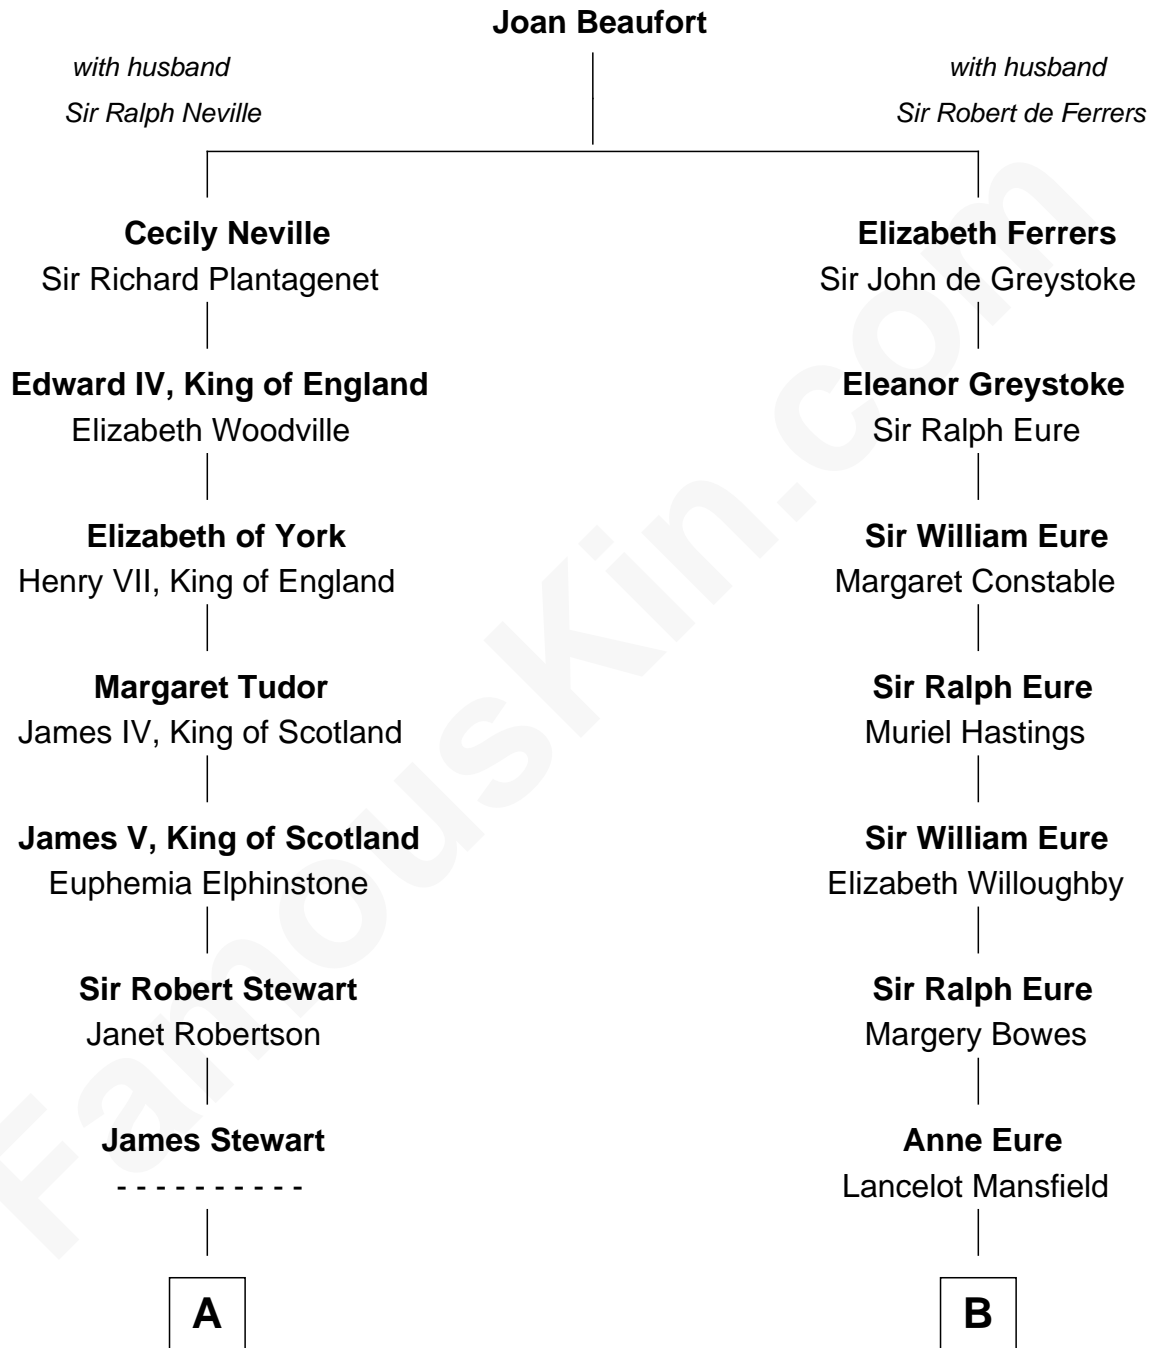 Joan Beaufort
with husband
Sir Ralph Neville
with husband
Sir Robert de Ferrers
Cecily Neville
Sir Richard Plantagenet
Elizabeth Ferrers
Sir John de Greystoke
Edward IV, King of England
Elizabeth Woodville
Eleanor Greystoke
Sir Ralph Eure
Elizabeth of York
Henry VII, King of England
Sir William Eure
Margaret Constable
Margaret Tudor
James IV, King of Scotland
Sir Ralph Eure
Muriel Hastings
James V, King of Scotland
Euphemia Elphinstone
Sir William Eure
Elizabeth Willoughby
Sir Robert Stewart
Janet Robertson
Sir Ralph Eure
Margery Bowes
James Stewart
- - - - - - - - - -
Anne Eure
Lancelot Mansfield
A
B
FamousKin.com